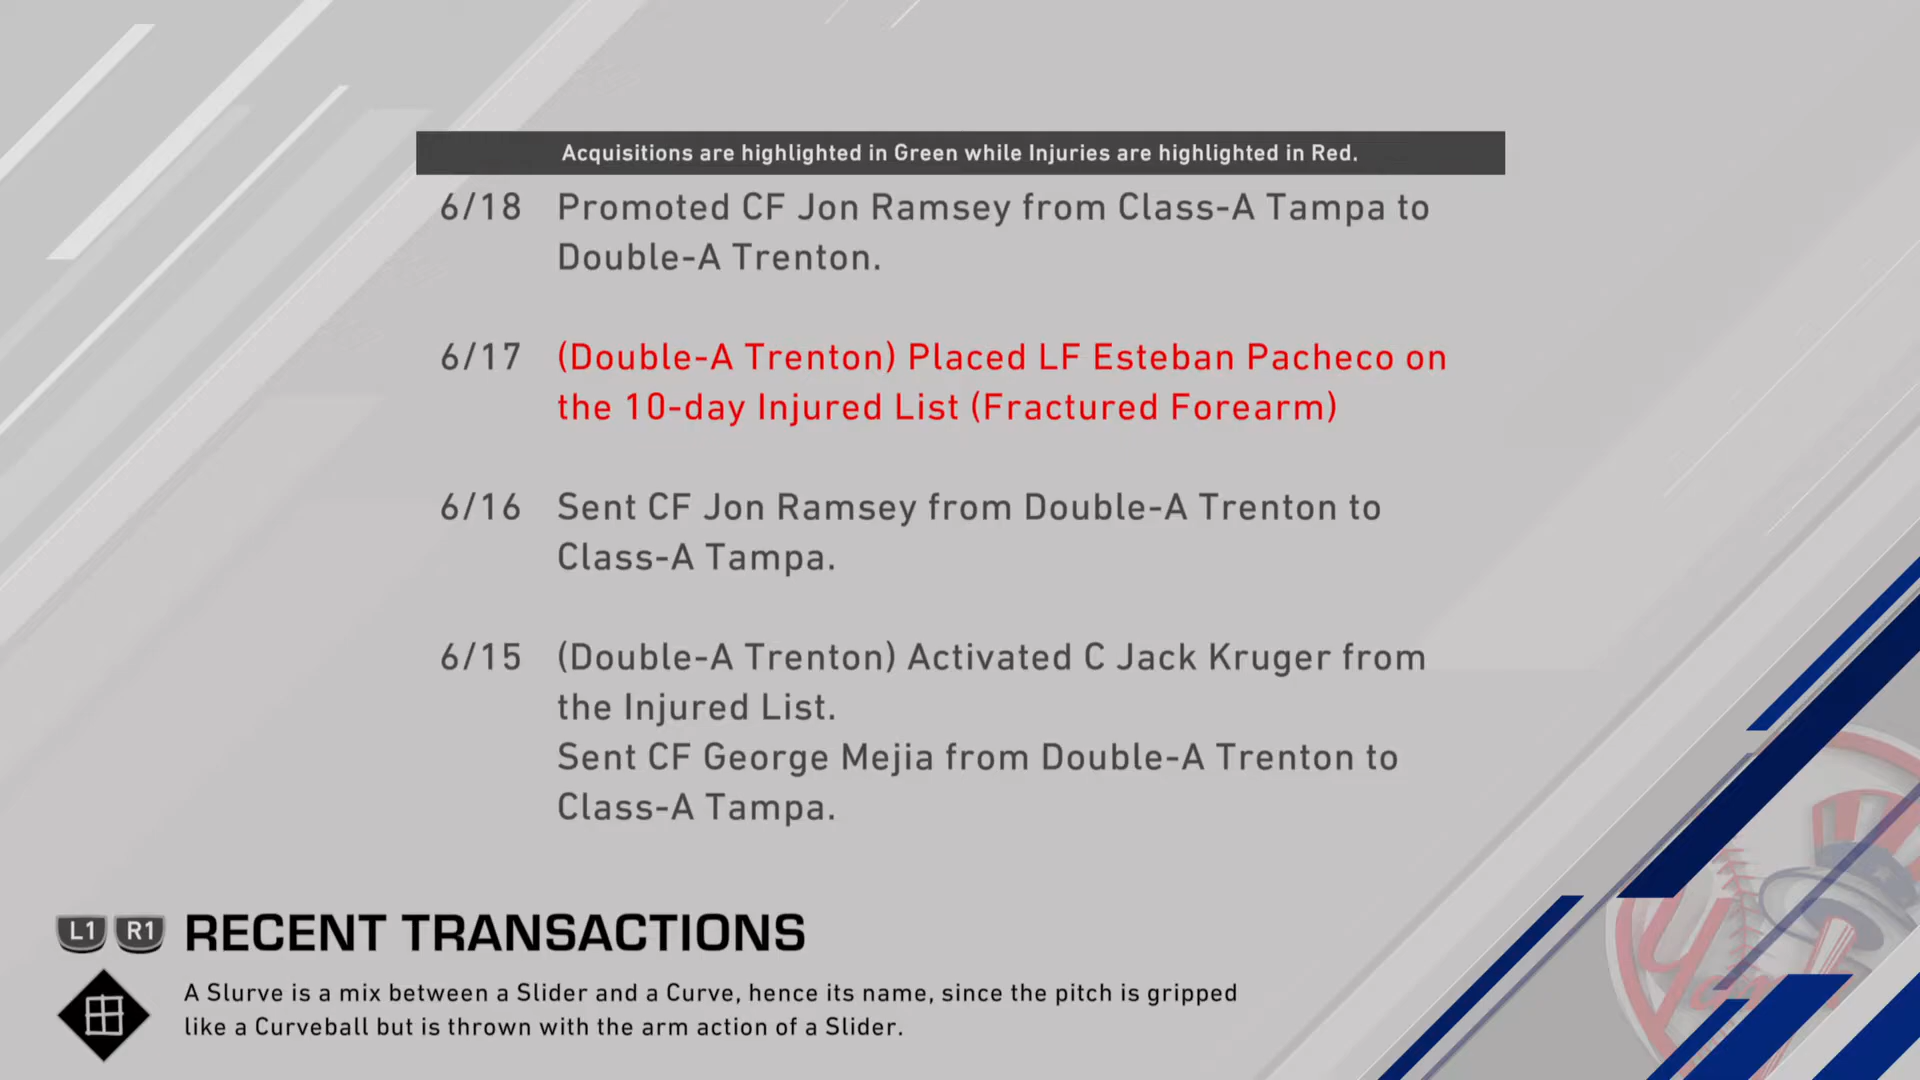 Acquisitions are highlighted in Green while Injuries are highlighted in Red.
6/18 Promoted CF Jon Ramsey from Class-A Tampa to
Double-A Trenton.
6/17 (Double-A Trenton) Placed LF Esteban Pacheco on
the 10-day Injured List (Fractured Forearm)
6/16 Sent CF Jon Ramsey from Double-A Trenton to
Class-A Tampa.
6/15 (Double-A Trenton) Activated C Jack Kruger from
the Injured List.
Sent CF George Mejia from Double-A Trenton to
Class-A Tampa.
L1 R1 RECENT TRANSACTIONS
A Slurve is a mix between a Slider and a Curve, hence its name, since the pitch is gripped
like a Curveball but is thrown with the arm action of a Slider.